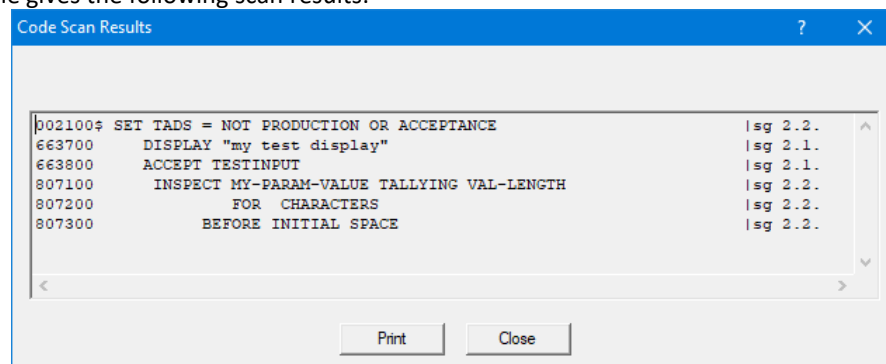 gives the following scan results:
Code Scan Results ? ×
002100$ SET TADS = NOT PRODUCTION OR ACCEPTANCE |sg 2.2.
663700 DISPLAY "my test display" |sg 2.1.
663800 ACCEPT TESTINPUT |sg 2.1.
807100 INSPECT MY-PARAM-VALUE TALLYING VAL-LENGTH |sg 2.2.
807200 FOR CHARACTERS |sg 2.2.
807300 BEFORE INITIAL SPACE |sg 2.2.
Print Close